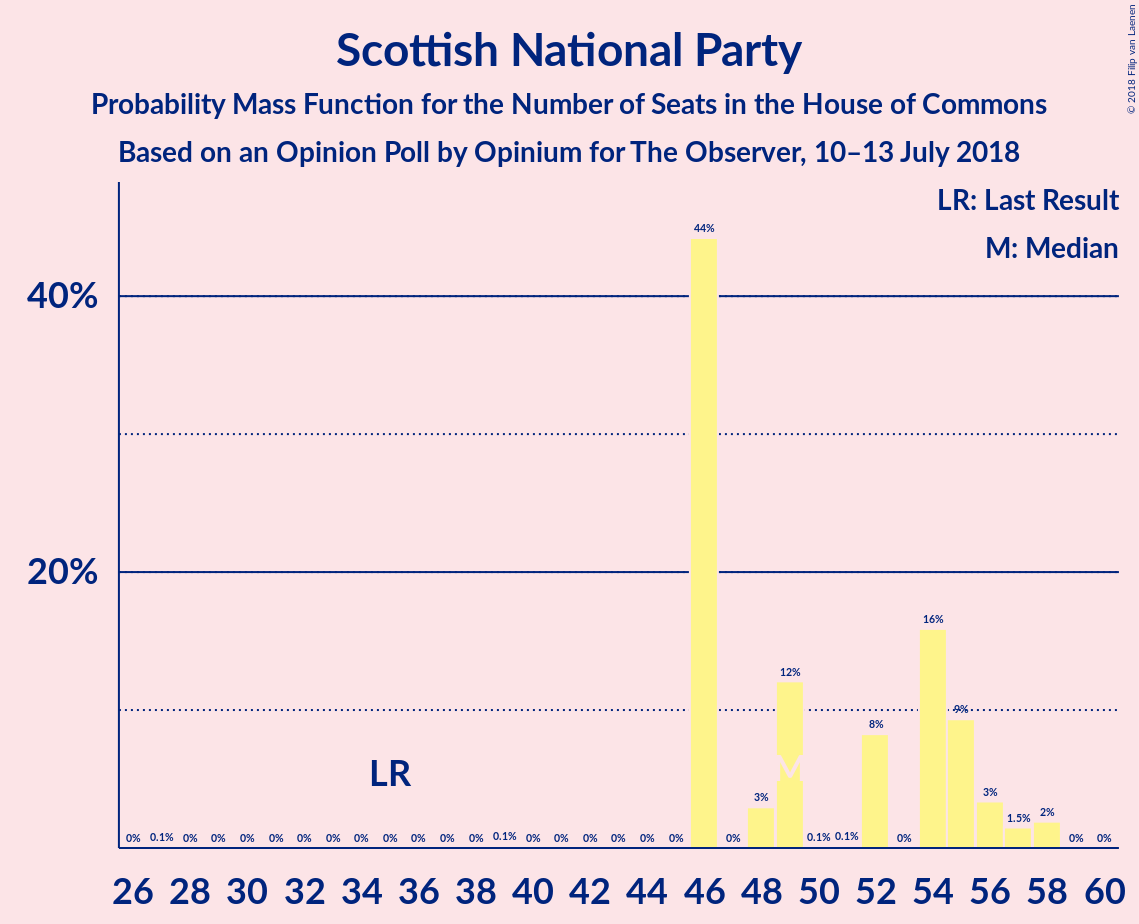 Scottish National Party
Probability Mass Function for the Number of Seats in the House of Commons
Based on an Opinion Poll by Opinium for The Observer, 10–13 July 2018
© 2018 Filip van Laenen
LR: Last Result
M: Median
44%
40%
20%
16%
12%
9%
8%
LR
M
3%
3%
1.5%
2%
0% 0.1% 0% 0% 0% 0% 0% 0% 0% 0% 0% 0% 0% 0.1% 0% 0% 0% 0% 0% 0% 0% 0.1% 0.1% 0% 0% 0%
26 28 30 32 34 36 38 40 42 44 46 48 50 52 54 56 58 60